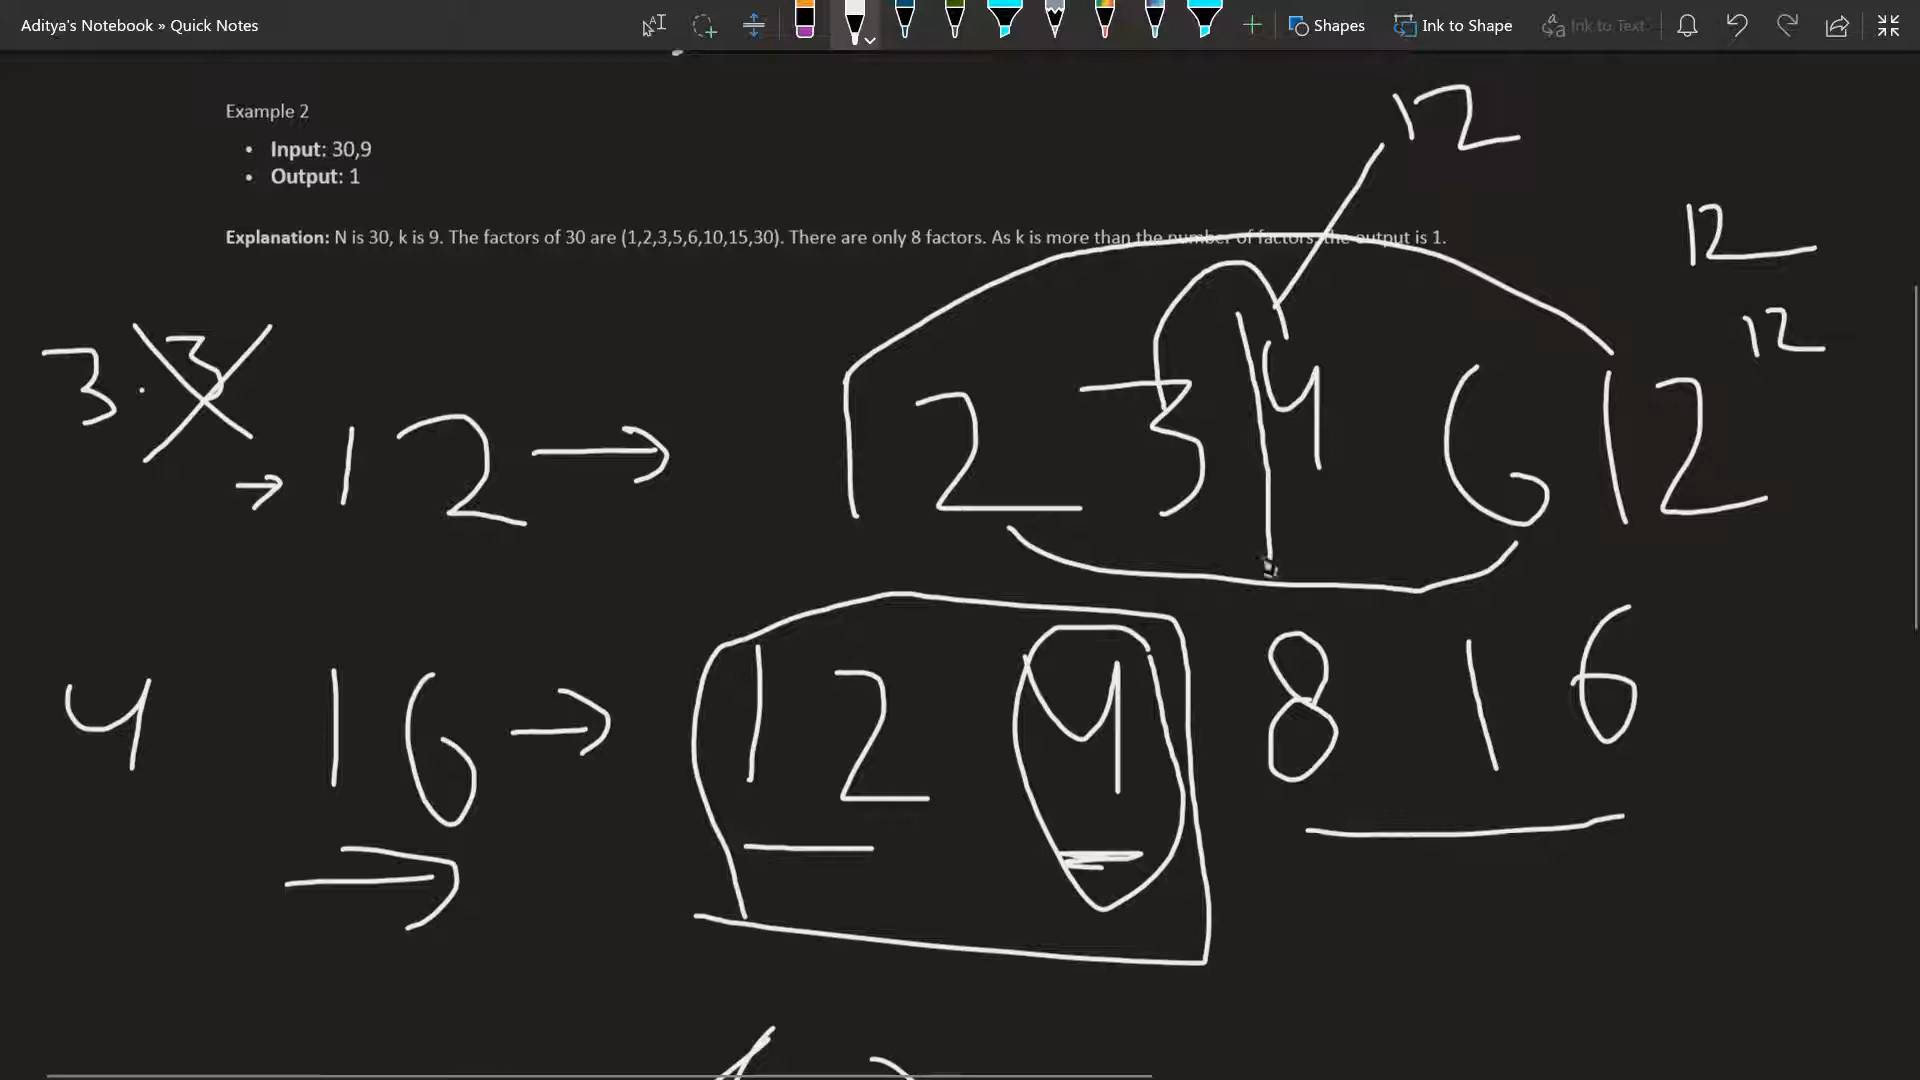 Aditya's Notebook » Quick Notes
Shapes
Ink to Shape
Ink to Text
Example 2
• Input: 30,9
• Output: 1
12
Explanation: N is 30, k is 9. The factors of 30 are (1,2,3,5,6,10,15,30). There are only 8 factors. As k is more than the number of factors, the output is 1.
12
12
3.3
12 → 1 2 3 4 6 12
4 16 → 1 2 4 8 16